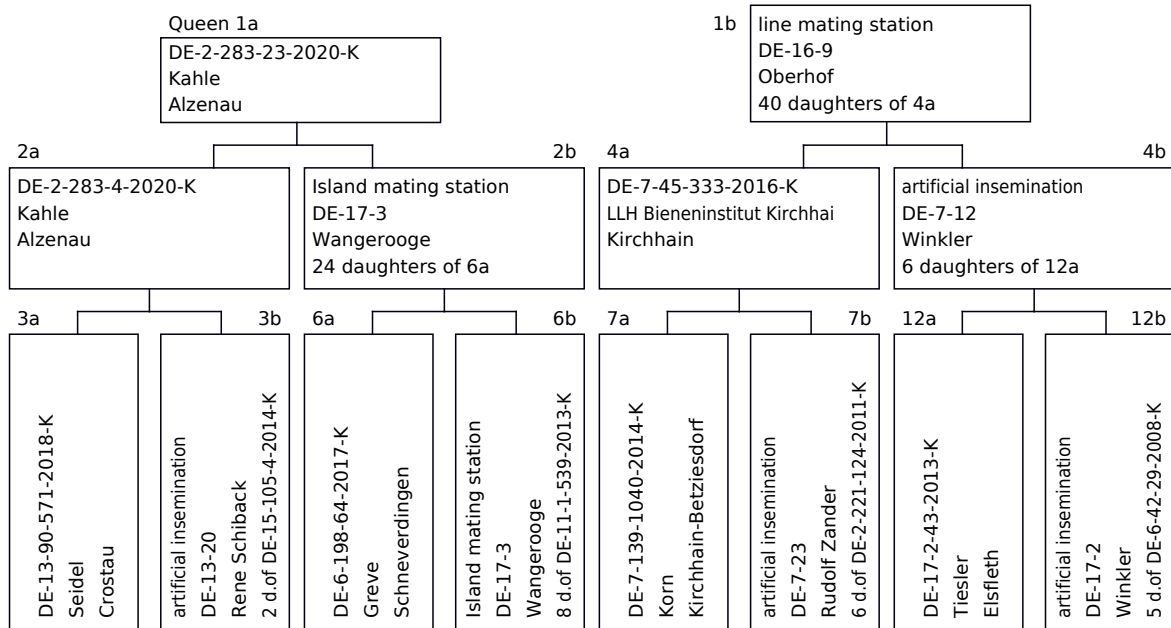 Queen 1a
DE-2-283-23-2020-K
Kahle
Alzenau
1b
line mating station
DE-16-9
Oberhof
40 daughters of 4a
2a
DE-2-283-4-2020-K
Kahle
Alzenau
2b
Island mating station
DE-17-3
Wangerooge
24 daughters of 6a
4a
DE-7-45-333-2016-K
LLH Bieneninstitut Kirchhai
Kirchhain
4b
artificial insemination
DE-7-12
Winkler
6 daughters of 12a
3a
DE-13-90-571-2018-K
Seidel
Crostau
3b
artificial insemination
DE-13-20
Rene Schiback
2 d.of DE-15-105-4-2014-K
6a
DE-6-198-64-2017-K
Greve
Schneverdingen
6b
Island mating station
DE-17-3
Wangerooge
8 d.of DE-11-1-539-2013-K
7a
DE-7-139-1040-2014-K
Korn
Kirchhain-Betziesdorf
7b
artificial insemination
DE-7-23
Rudolf Zander
6 d.of DE-2-221-124-2011-K
12a
DE-17-2-43-2013-K
Tiesler
Elsfleth
12b
artificial insemination
DE-17-2
Winkler
5 d.of DE-6-42-29-2008-K